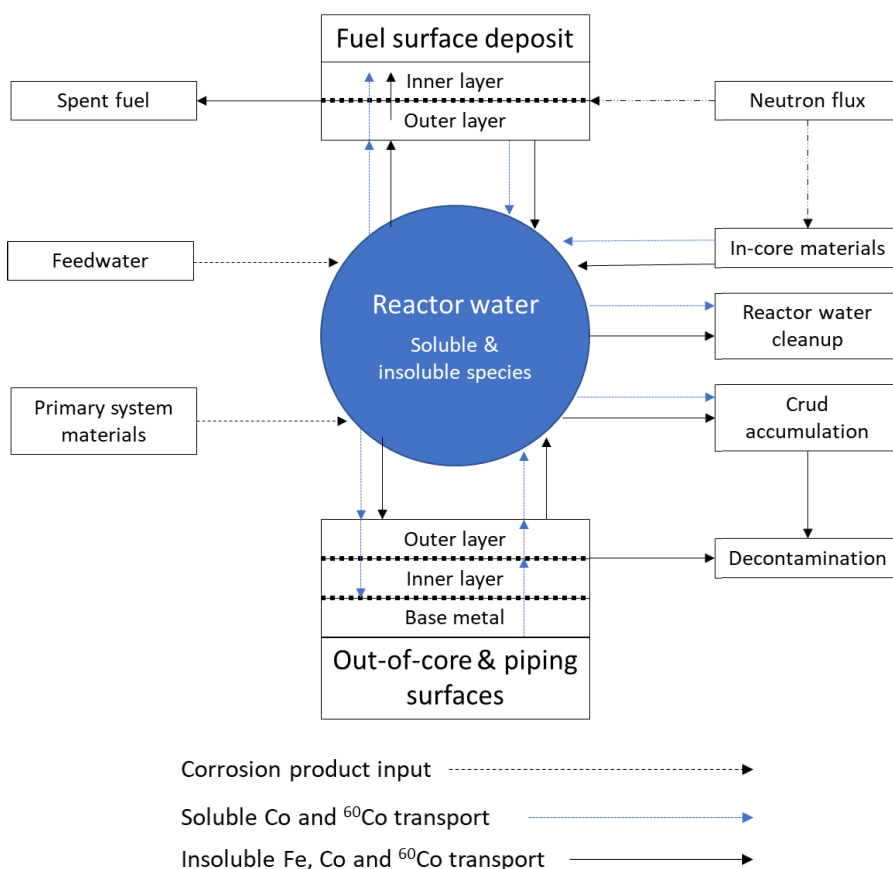 Fuel surface deposit
Inner layer
Outer layer
Spent fuel
Neutron flux
Feedwater
In-core materials
Reactor water
Soluble &
insoluble species
Reactor water
cleanup
Primary system
materials
Crud
accumulation
Outer layer
Inner layer
Base metal
Decontamination
Out-of-core & piping
surfaces
Corrosion product input
Soluble Co and ⁶⁰Co transport
Insoluble Fe, Co and ⁶⁰Co transport